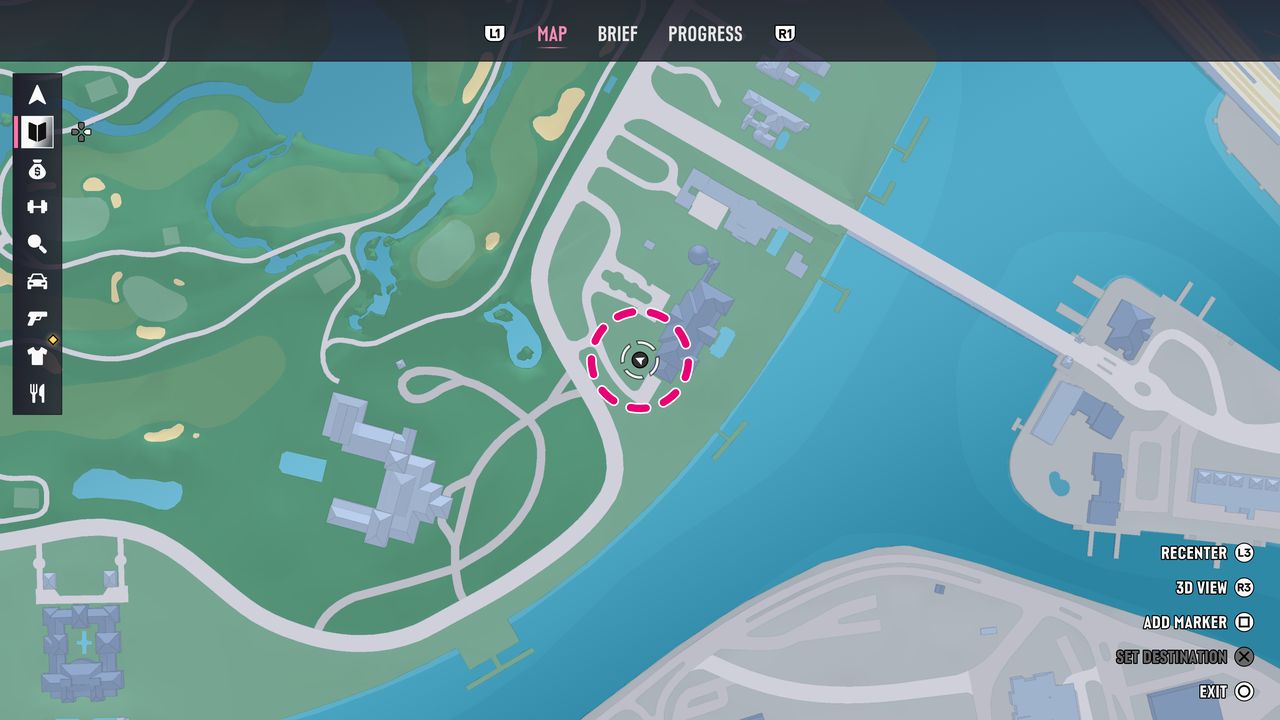 L1 MAP BRIEF PROGRESS R1
$
RECENTER L3
3D VIEW R3
ADD MARKER
SET DESTINATION
EXIT